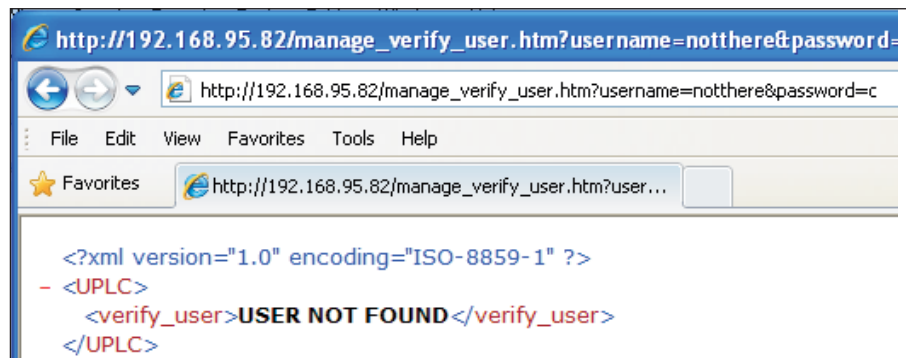 http://192.168.95.82/manage_verify_user.htm?username=notthere&password=
http://192.168.95.82/manage_verify_user.htm?username=notthere&password=c
File Edit View Favorites Tools Help
Favorites http://192.168.95.82/manage_verify_user.htm?user...
<?xml version="1.0" encoding="ISO-8859-1" ?>
- <UPLC>
<verify_user>USER NOT FOUND</verify_user>
</UPLC>